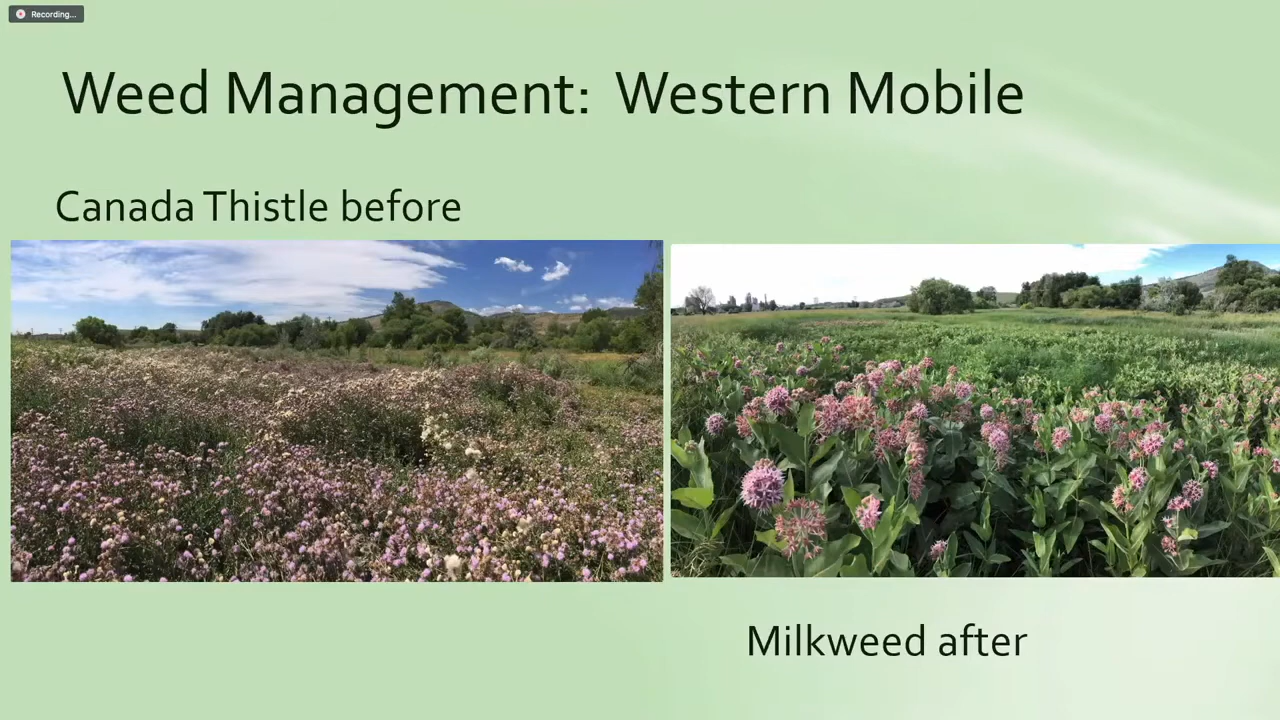 Recording...
Weed Management: Western Mobile
Canada Thistle before
Milkweed after